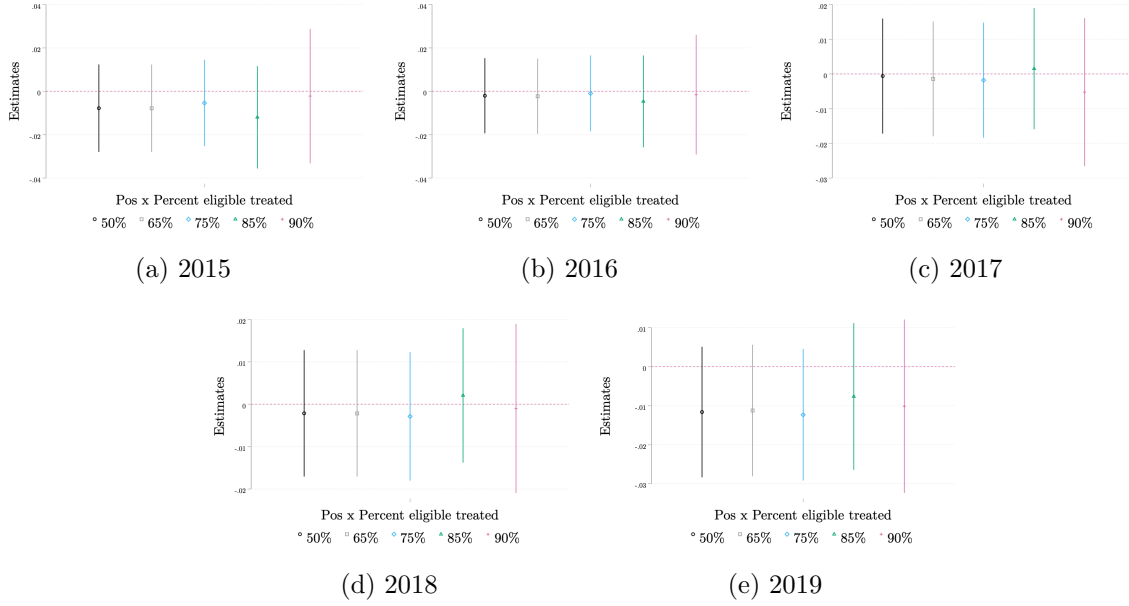 .04
.02
0
-.02
-.04
Estimates
Pos x Percent eligible treated
50% 65% 75% 85% 90%
(a) 2015
.04
.02
0
-.02
-.04
Estimates
Pos x Percent eligible treated
50% 65% 75% 85% 90%
(b) 2016
.02
.01
0
-.01
-.02
-.03
Estimates
Pos x Percent eligible treated
50% 65% 75% 85% 90%
(c) 2017
.02
.01
0
-.01
-.02
Estimates
Pos x Percent eligible treated
50% 65% 75% 85% 90%
(d) 2018
.01
0
-.01
-.02
-.03
Estimates
Pos x Percent eligible treated
50% 65% 75% 85% 90%
(e) 2019